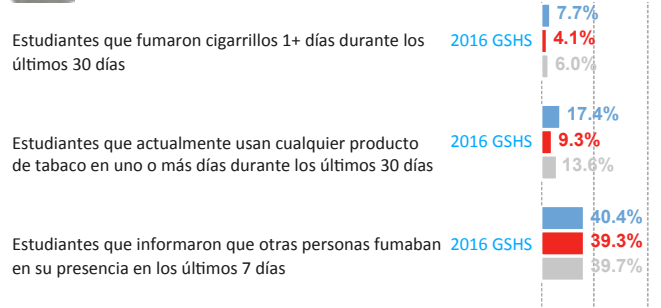 7.7%
Estudiantes que fumaron cigarrillos 1+ días durante los 2016 GSHS 4.1%
últimos 30 días 6.0%
17.4%
Estudiantes que actualmente usan cualquier producto 2016 GSHS 9.3%
de tabaco en uno o más días durante los últimos 30 días 13.6%
40.4%
Estudiantes que informaron que otras personas fumaban 2016 GSHS 39.3%
en su presencia en los últimos 7 días 39.7%